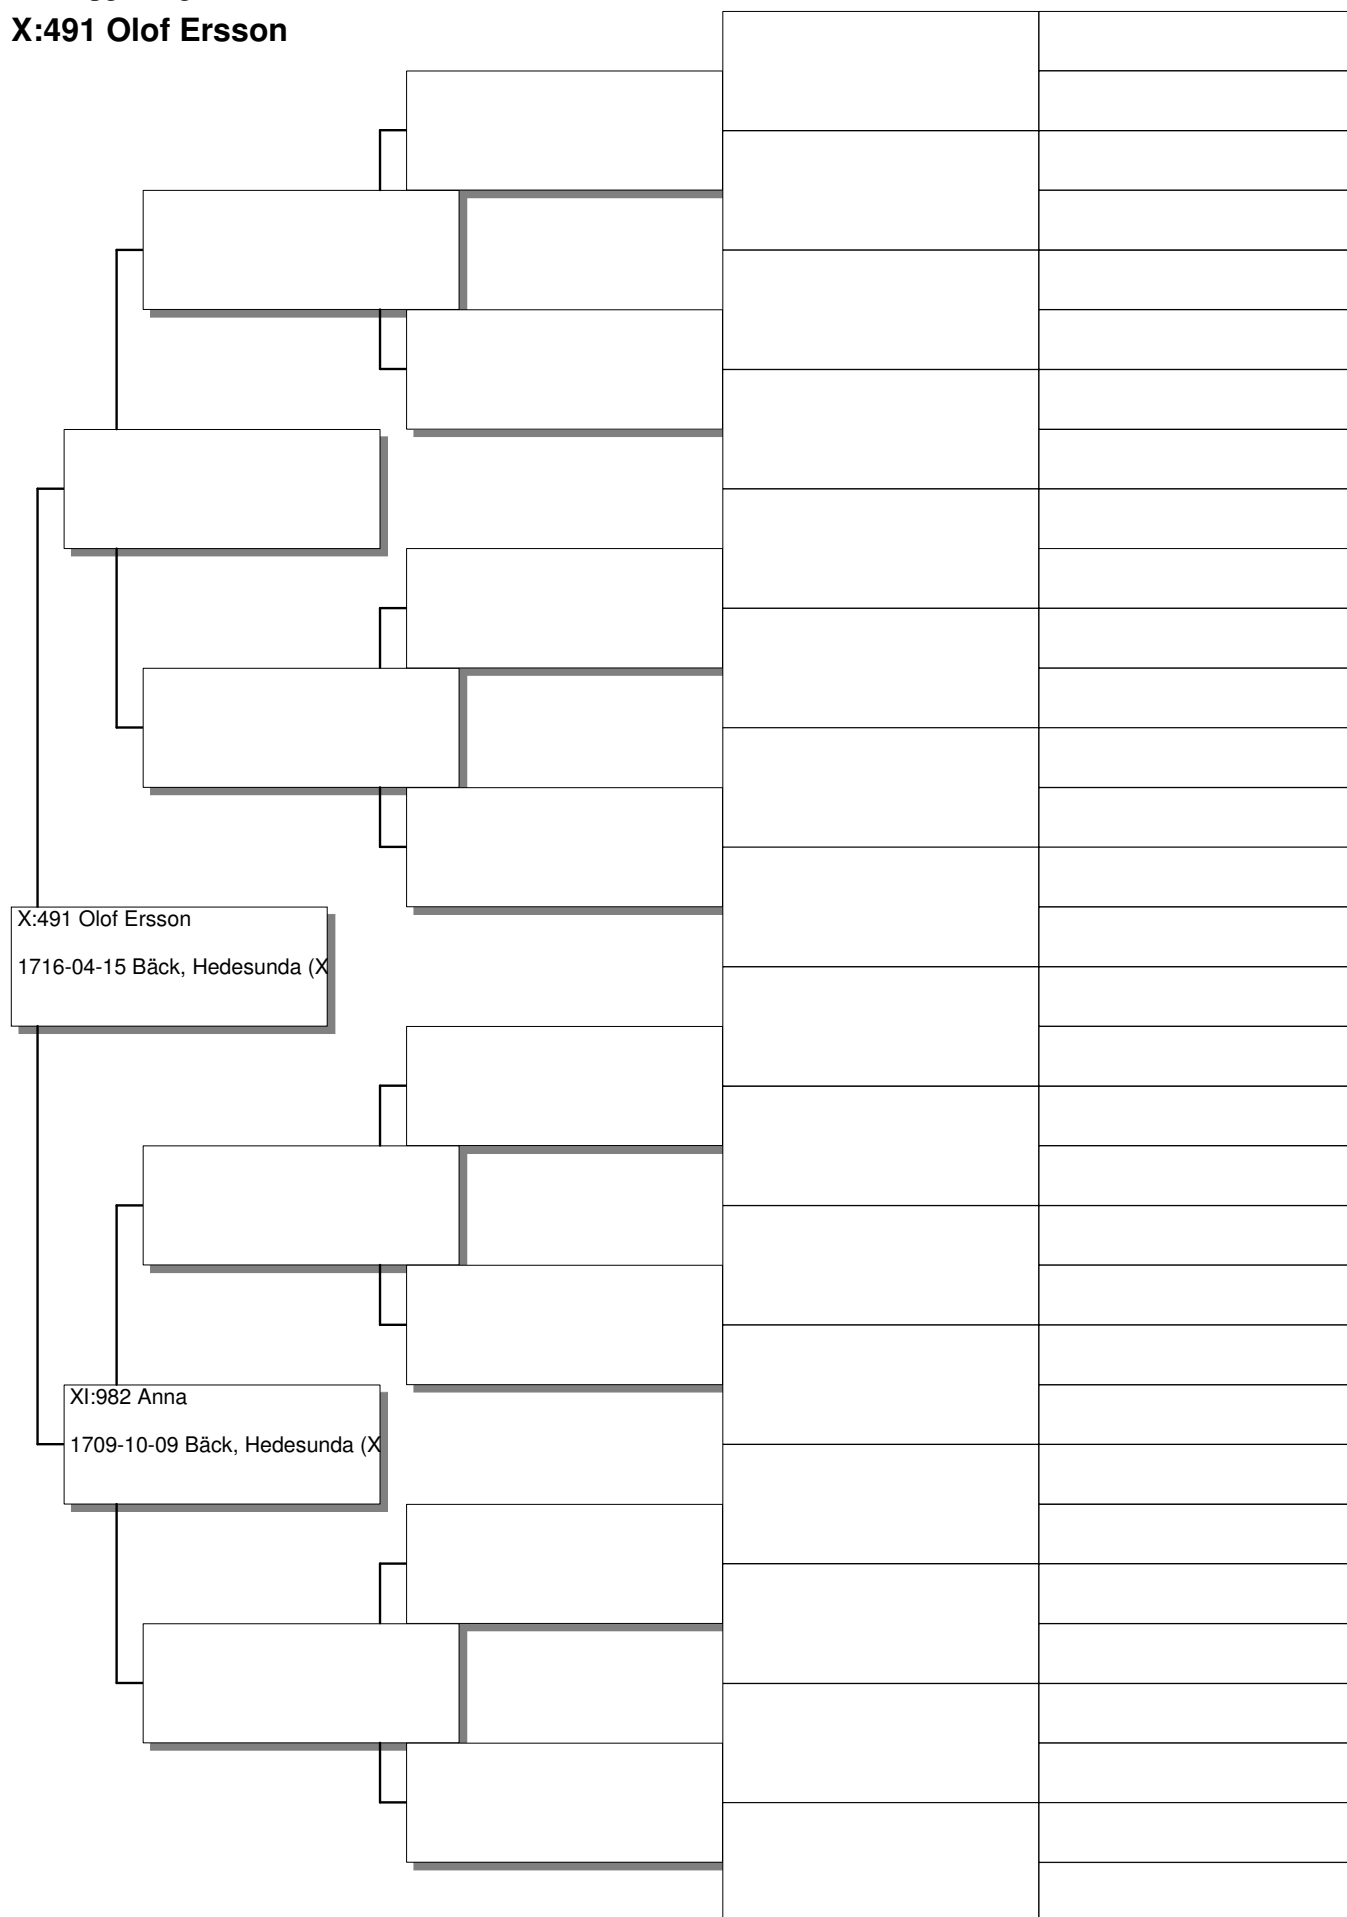 X:491 Olof Ersson
X:491 Olof Ersson
1716-04-15 Bäck, Hedesunda (X
XI:982 Anna
1709-10-09 Bäck, Hedesunda (X